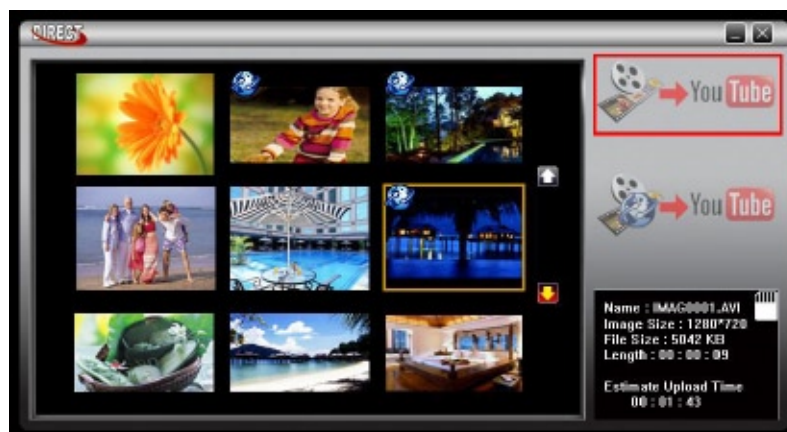 DIRECT
You Tube
You Tube
Name : IMAG0001.AVI
Image Size : 1280*720
File Size : 5042 KB
Length : 00 : 00 : 09
Estimate Upload Time
00 : 01 : 43